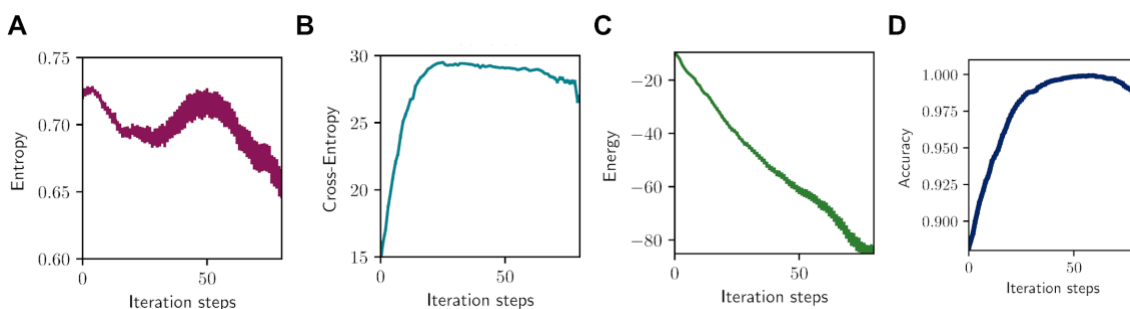 A
Entropy
0.75
0.70
0.65
0.60
0
50
Iteration steps
B
Cross-Entropy
30
25
20
15
0
50
Iteration steps
C
Energy
−20
−40
−60
−80
0
50
Iteration steps
D
Accuracy
1.000
0.975
0.950
0.925
0.900
0
50
Iteration steps